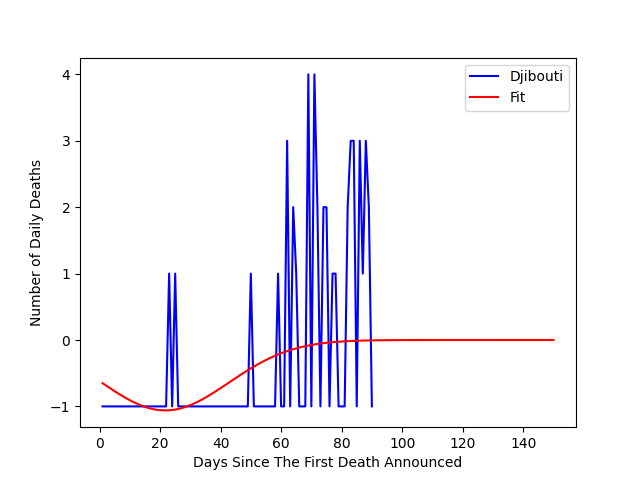 Djibouti
Fit
Number of Daily Deaths
4
3
2
1
0
−1
0 20 40 60 80 100 120 140
Days Since The First Death Announced